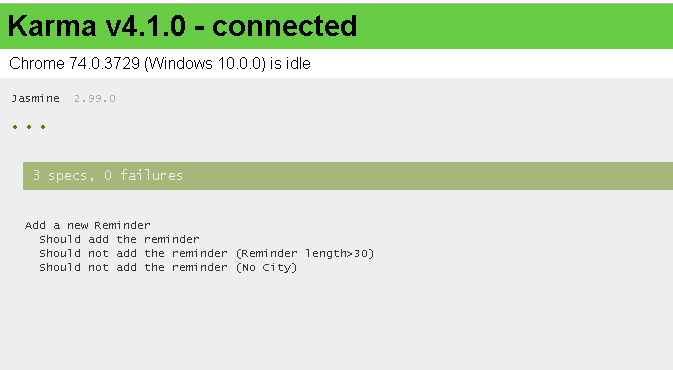 Karma v4.1.0 - connected
Chrome 74.0.3729 (Windows 10.0.0) is idle
Jasmine 2.99.0
• • •
3 specs, 0 failures
Add a new Reminder
Should add the reminder
Should not add the reminder (Reminder length>30)
Should not add the reminder (No City)